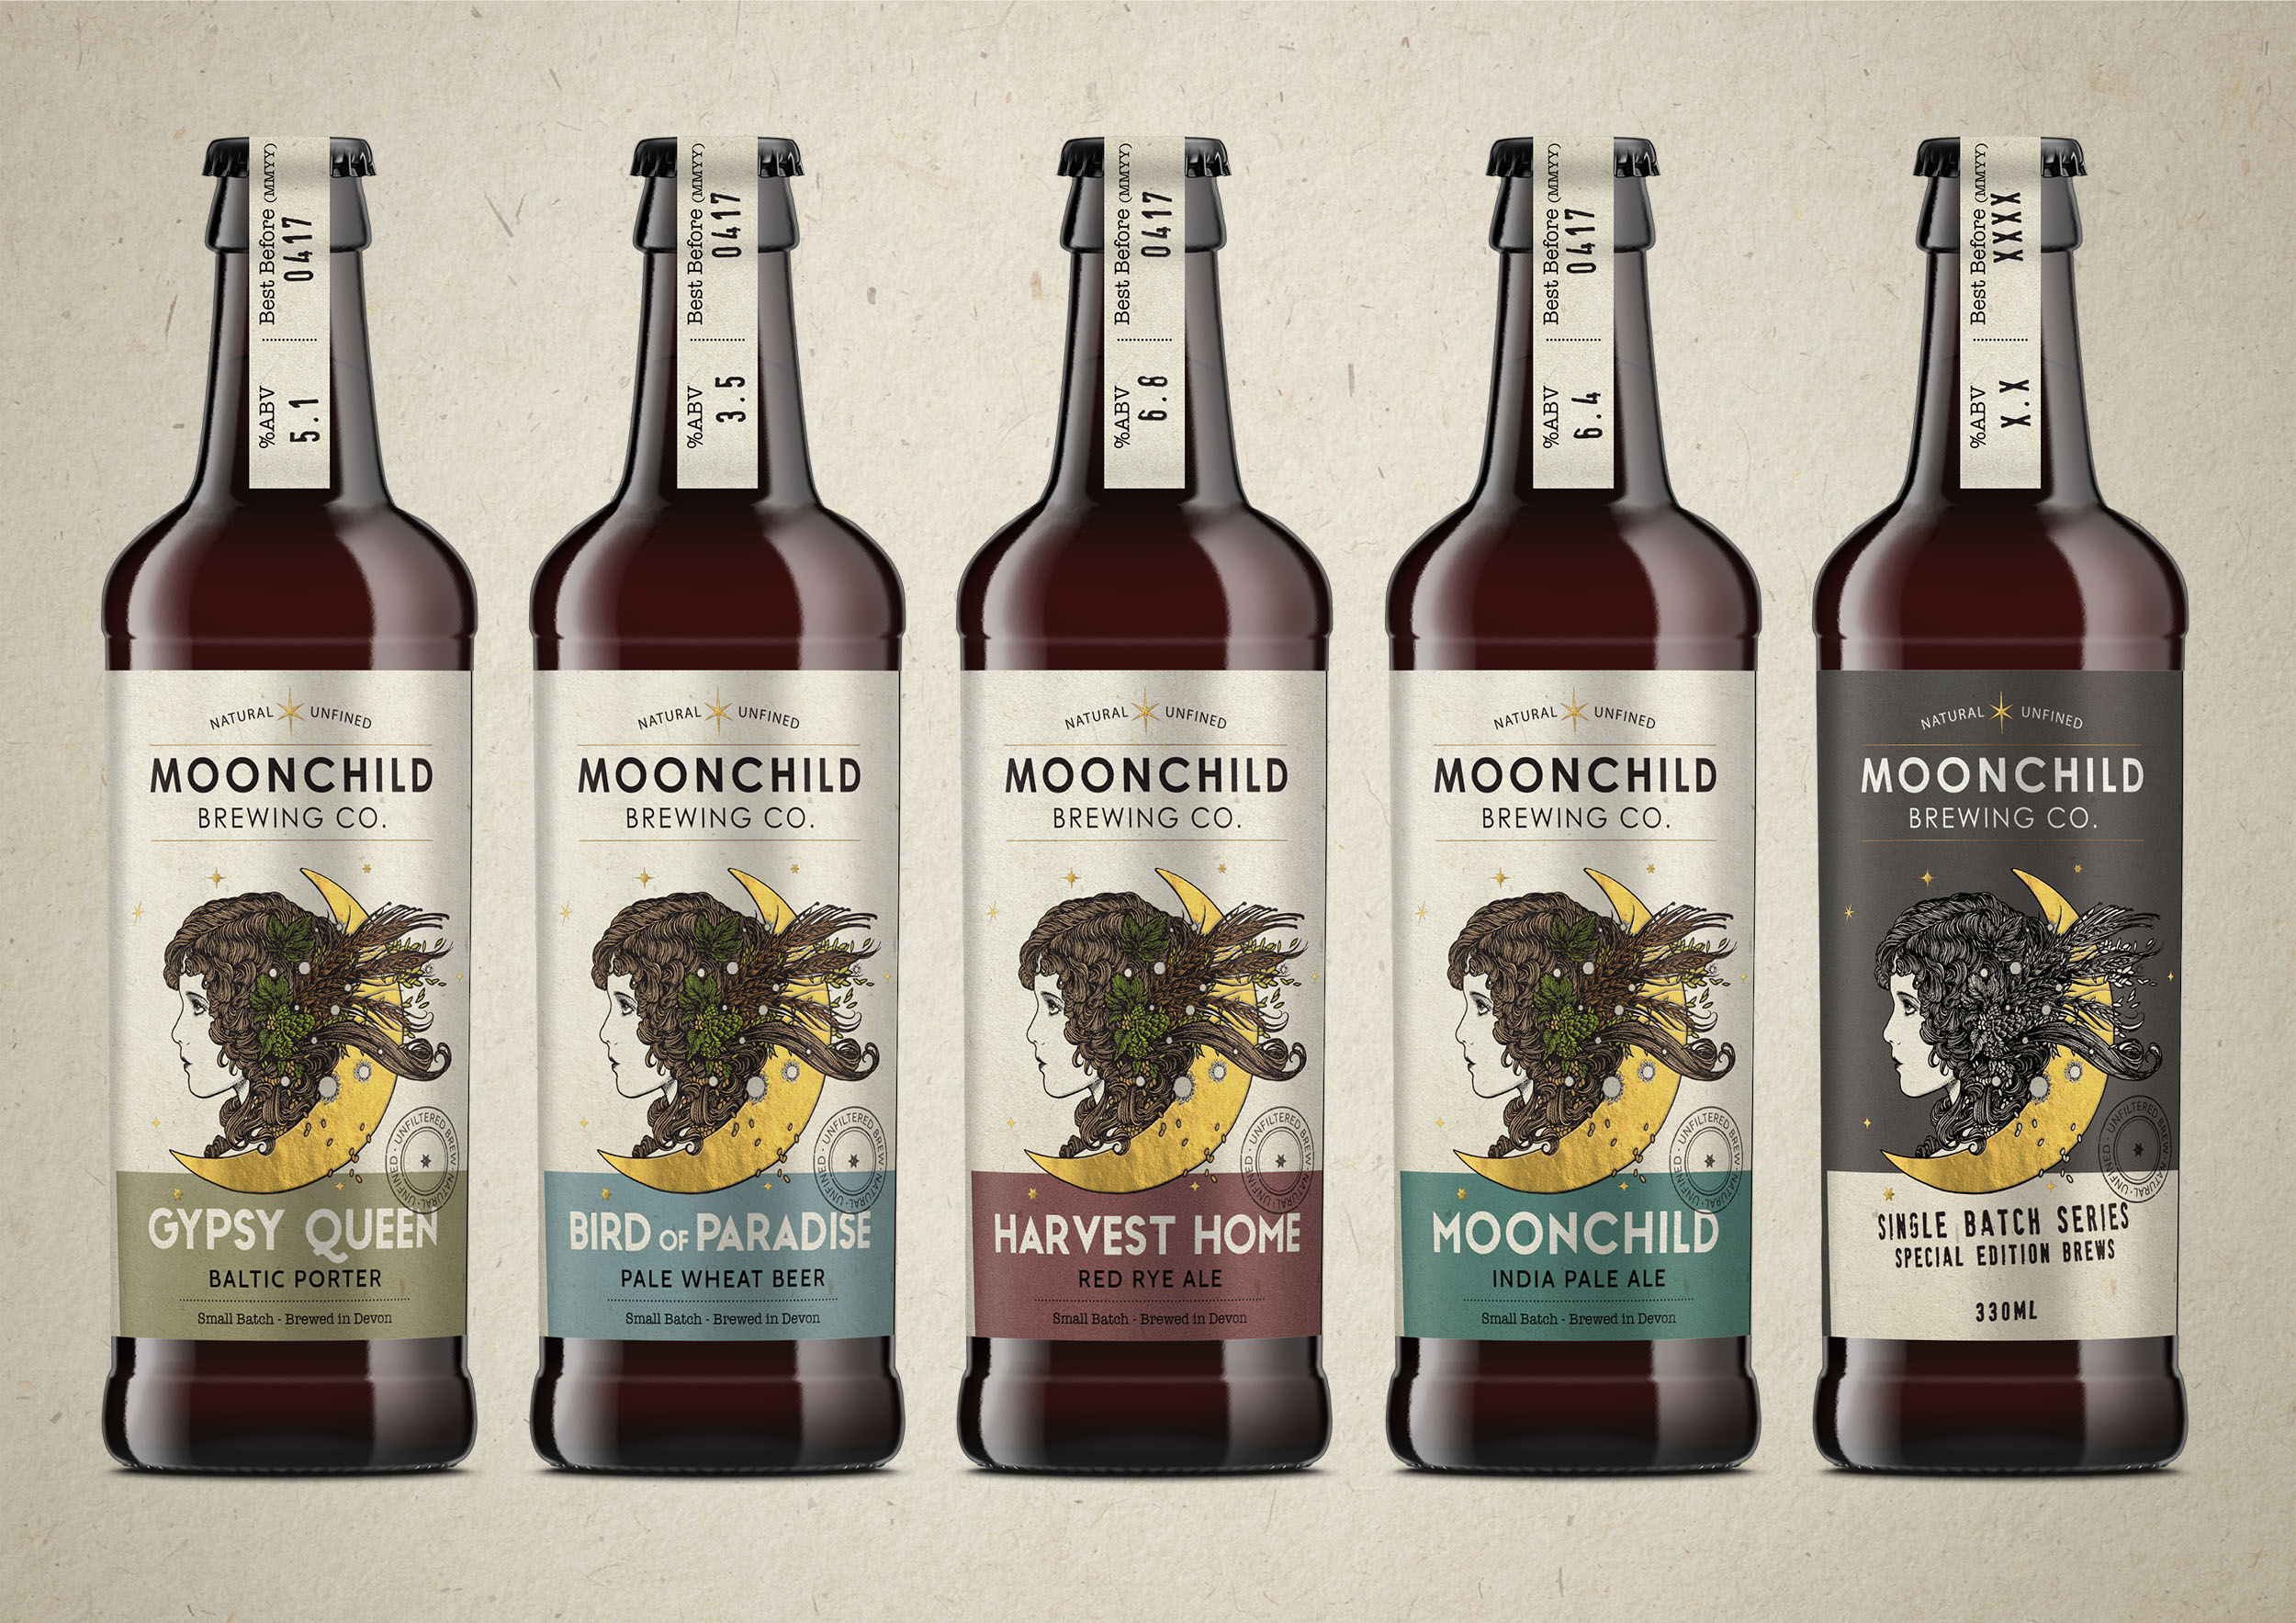 Best Before (MMYY)
0417
%ABV
5.1
NATURAL UNFINED
MOONCHILD
BREWING CO.
UNFILTERED BREW · NATURAL · UNFINED ·
GYPSY QUEEN
BALTIC PORTER
Small Batch - Brewed in Devon
Best Before (MMYY)
0417
%ABV
3.5
NATURAL UNFINED
MOONCHILD
BREWING CO.
UNFILTERED BREW · NATURAL · UNFINED ·
BIRD OF PARADISE
PALE WHEAT BEER
Small Batch - Brewed in Devon
Best Before (MMYY)
0417
%ABV
6.8
NATURAL UNFINED
MOONCHILD
BREWING CO.
UNFILTERED BREW · NATURAL · UNFINED ·
HARVEST HOME
RED RYE ALE
Small Batch - Brewed in Devon
Best Before (MMYY)
0417
%ABV
6.4
NATURAL UNFINED
MOONCHILD
BREWING CO.
UNFILTERED BREW · NATURAL · UNFINED ·
MOONCHILD
INDIA PALE ALE
Small Batch - Brewed in Devon
Best Before (MMYY)
XXXX
%ABV
X.X
NATURAL UNFINED
MOONCHILD
BREWING CO.
UNFILTERED BREW · NATURAL · UNFINED ·
SINGLE BATCH SERIES
SPECIAL EDITION BREWS
330ML